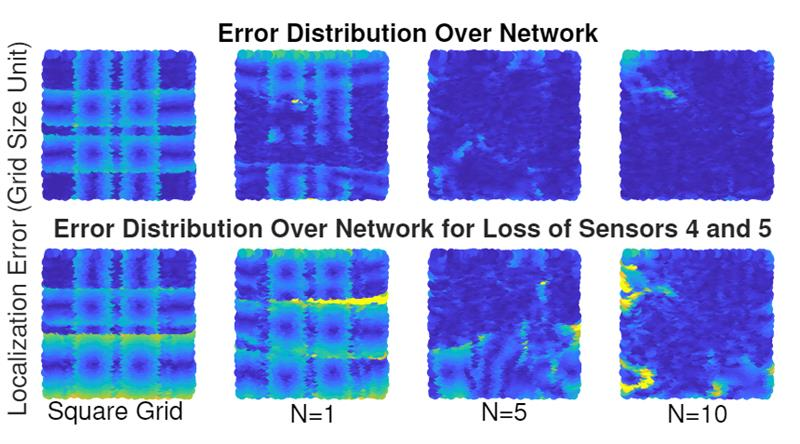 Error Distribution Over Network
Localization Error (Grid Size Unit)
Error Distribution Over Network for Loss of Sensors 4 and 5
Square Grid
N=1
N=5
N=10